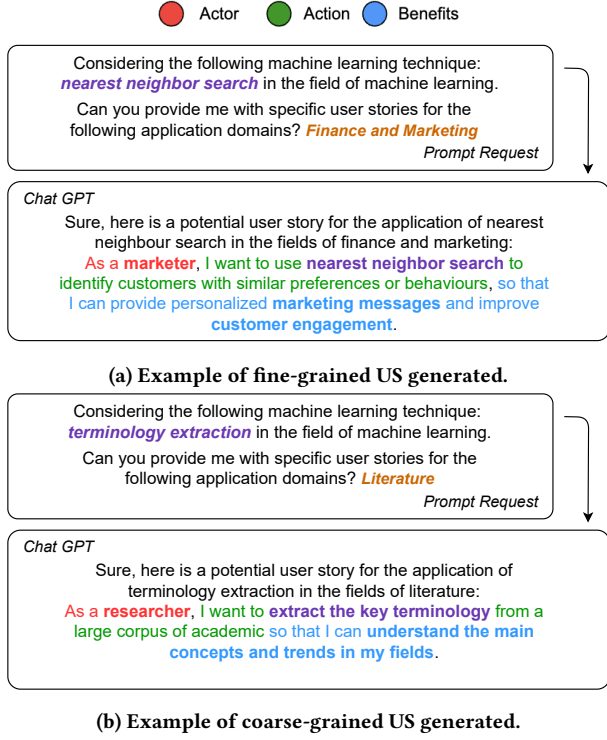 Actor Action Benefits
Considering the following machine learning technique:
nearest neighbor search in the field of machine learning.
Can you provide me with specific user stories for the
following application domains? Finance and Marketing
Prompt Request
Chat GPT
Sure, here is a potential user story for the application of nearest
neighbour search in the fields of finance and marketing:
As a marketer, I want to use nearest neighbor search to
identify customers with similar preferences or behaviours, so that
I can provide personalized marketing messages and improve
customer engagement.
(a) Example of fine-grained US generated.
Considering the following machine learning technique:
terminology extraction in the field of machine learning.
Can you provide me with specific user stories for the
following application domains? Literature
Prompt Request
Chat GPT
Sure, here is a potential user story for the application of
terminology extraction in the fields of literature:
As a researcher, I want to extract the key terminology from a
large corpus of academic so that I can understand the main
concepts and trends in my fields.
(b) Example of coarse-grained US generated.